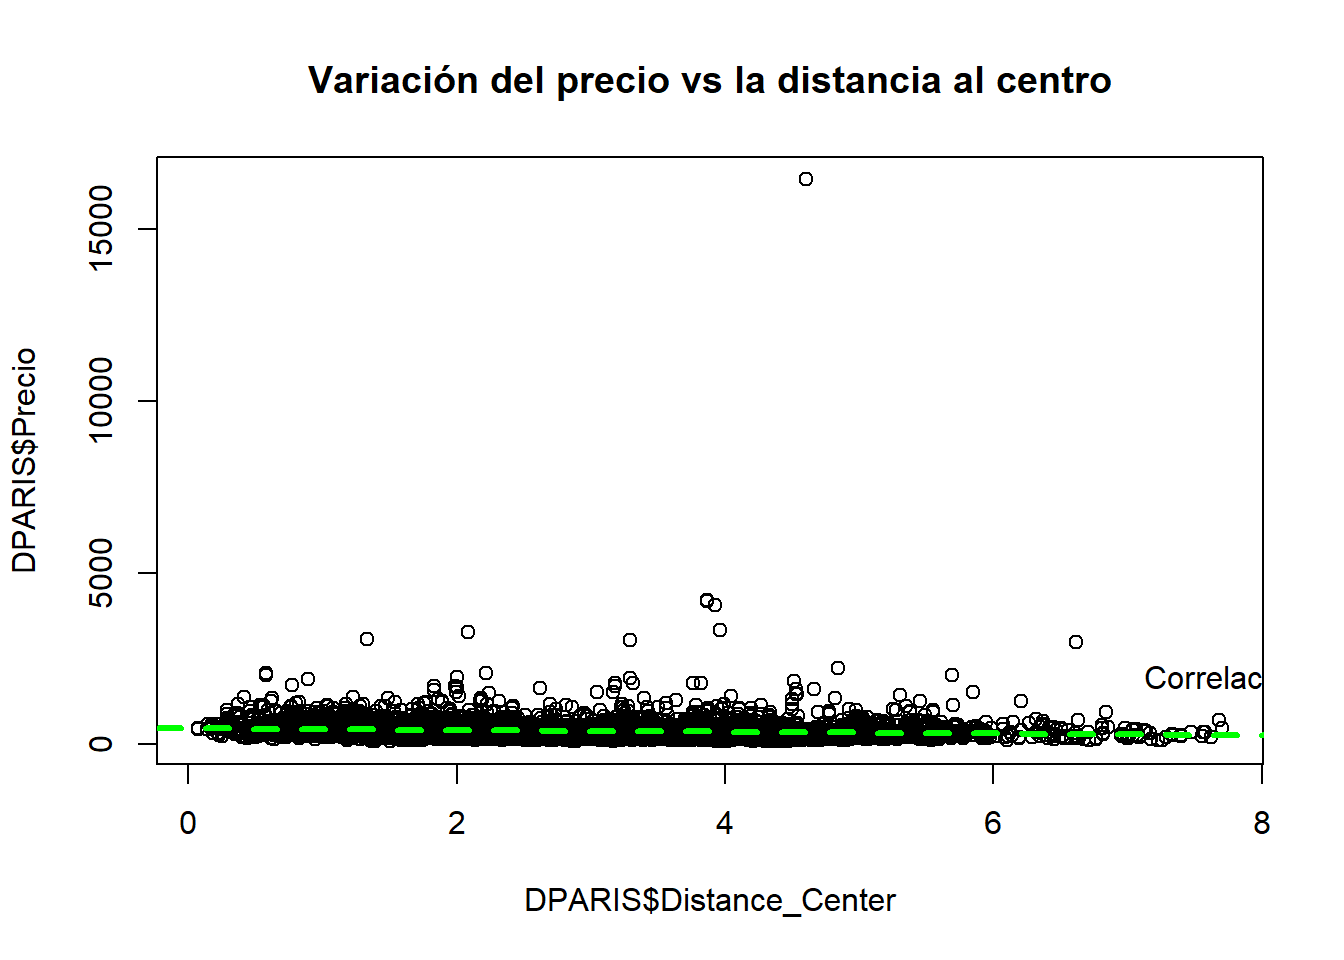 Variación del precio vs la distancia al centro
DPARIS$Precio
15000
10000
5000
0
Correlac
0 2 4 6 8
DPARIS$Distance_Center